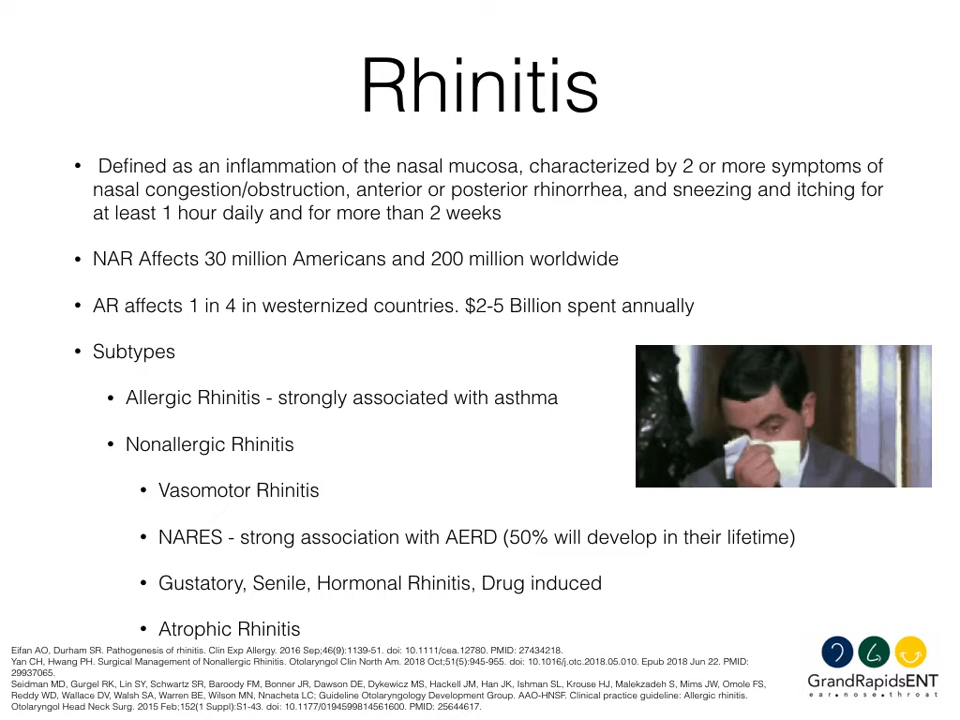 Rhinitis
• Defined as an inflammation of the nasal mucosa, characterized by 2 or more symptoms of
nasal congestion/obstruction, anterior or posterior rhinorrhea, and sneezing and itching for
at least 1 hour daily and for more than 2 weeks
• NAR Affects 30 million Americans and 200 million worldwide
• AR affects 1 in 4 in westernized countries. $2-5 Billion spent annually
• Subtypes
• Allergic Rhinitis - strongly associated with asthma
• Nonallergic Rhinitis
• Vasomotor Rhinitis
• NARES - strong association with AERD (50% will develop in their lifetime)
• Gustatory, Senile, Hormonal Rhinitis, Drug induced
• Atrophic Rhinitis
Eifan AO, Durham SR. Pathogenesis of rhinitis. Clin Exp Allergy. 2016 Sep;46(9):1139-51. doi: 10.1111/cea.12780. PMID: 27434218.
Yan CH, Hwang PH. Surgical Management of Nonallergic Rhinitis. Otolaryngol Clin North Am. 2018 Oct;51(5):945-955. doi: 10.1016/j.otc.2018.05.010. Epub 2018 Jun 22. PMID:
29937065.
Seidman MD, Gurgel RK, Lin SY, Schwartz SR, Baroody FM, Bonner JR, Dawson DE, Dykewicz MS, Hackell JM, Han JK, Ishman SL, Krouse HJ, Malekzadeh S, Mims JW, Omole FS,
Reddy WD, Wallace DV, Walsh SA, Warren BE, Wilson MN, Nnacheta LC; Guideline Otolaryngology Development Group. AAO-HNSF. Clinical practice guideline: Allergic rhinitis.
Otolaryngol Head Neck Surg. 2015 Feb;152(1 Suppl):S1-43. doi: 10.1177/0194599814561600. PMID: 25644617.
GrandRapidsENT
ear.nose.throat